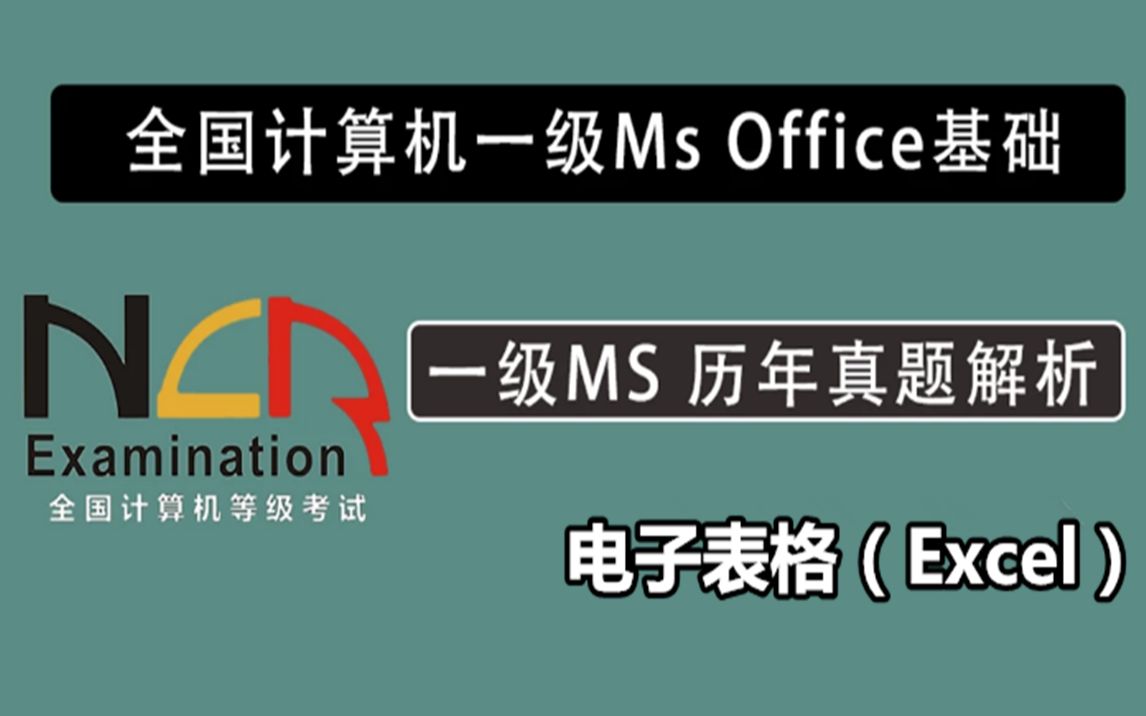 全国计算机一级Ms Office基础
NCR
Examination
全国计算机等级考试
一级MS 历年真题解析
电子表格（Excel）